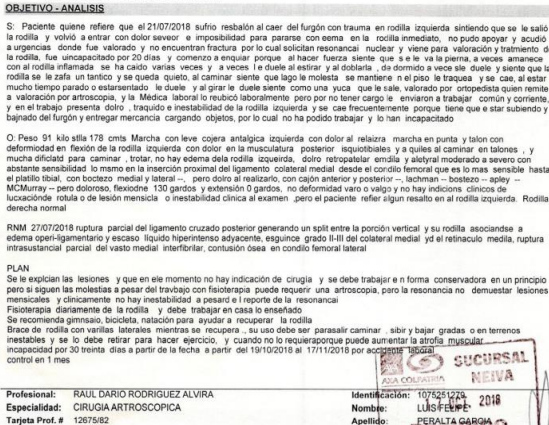 OBJETIVO - ANALISIS
S: Paciente quiene refiere que el 21/07/2018 sufrio resbalón al caer del furgón con trauma en rodilla izquierda sintiendo que se le salió
la rodilla y volvió a entrar con dolor seveor e imposibilidad para pararse con eema en la rodilla inmediato, no pudo apoyar y acudió
a urgencias donde fue valorado y no encuentran fractura por lo cual solicitan resonancai nuclear y viene para valoración y tratmiento d
la rodilla, fue uincapacitado por 20 dias y comenzo a enquiar porque al hacer fuerza siente que s e le va la pierna, a veces amanece
con al rodilla inflamada se ha caido varias veces y a veces l e duele al estirar y al doblarla , da dormido a vece sle duele y siente que la
rodilla se le zafa un tantico y se queda quieto, al caminar siente que lago le molesta se mantiene n el piso le traquea y se cae, al estar
mucho tiempo parado o estarsentado le duele y al girar le duele siente como una yuca que le sale, valorado por ortopedista quien remite
a valoración por artroscopia, y la Médica laboral lo reubicó laboralmente pero por no tener cargo le enviaron a trabajar común y corriente,
y en el trabajo presenta dolro , traquido e inestabilidad de la rodilla izquierda y se cae frecuentemente porque tiene que e star subiendo y
bajnado del furgón y entregar mercancia cargando objetos, por lo cual no ha podido trabajar y lo han incapacitado
O: Peso 91 kilo stlla 178 cmts Marcha con leve cojera antalgica izquierda con dolor al relaizra marcha en punta y talon con
deformiodad en flexión de la rodilla izquierda con dolor en la musculatura posterior isquiotibiales y a quiles al caminar en talones , y
mucha dificlatd para caminar , trotar, no hay edema dela rodilla izqueirda, dolro retropatelar emdila y aletyral moderado a severo con
abstante sensibilidad lo msmo en la inserción proximal del ligamento colateral medial desde el condilo femoral que es lo mas sensible hasta
el platillo tibial, con boctezo medial y lateral --, pero dolro al realizarlo, con cajón anterior y posterior --, lachman -- bostezo -- apley --
MCMurray -- pero doloroso, flexiodne 130 gardos y extensión 0 gardos, no deformidad varo o valgo y no hay indicions clinicos de
lucxaciónde rotula o de lesión mensicla o inestabilidad clinica al examen ,pero el paciente refier algun resalto en al rodilla izquierda. Rodilla
derecha normal
RNM 27/07/2018 ruptura parcial del ligamento cruzado posterior generando un split entre la porción vertical y su rodilla asociandse a
edema operi-ligamentario y escaso líquido hiperintenso adyacente, esguince grado II-III del colateral medial yd el retinaculo medila, ruptura
intrasustancial parcial del vasto medial interfibrilar, contusión ósea en condilo femoral lateral
PLAN
Se le explcian las lesiones y que en ele momento no hay indicación de cirugía y se debe trabajar e n forma conservadora en un principio
pero si siguen las molestias a pesar del travbajo con fisioterapia puede requerir una artroscopia, pero la resonancia no demuestar lesiones
mensicales y clinicamente no hay inestabilidad a pesard e l reporte de la resonancai
Fisioterapia diariamente de la rodilla y debe trabajar en casa lo enseñado
Se recomienda gimnsaio, bicicleta, natación para ayudar a recuperar la rodilla
Brace de rodilla con varillas laterales mientras se recupera ., su uso debe ser parasalir caminar , sibir y bajar gradas o en terrenos
inestables y se lo debe retirar para hacer ejercicio, y cuando no lo requieraporque puede aumentar la atrofia muscular
incapacidad por 30 treinta dias a partir de la fecha a partir del 19/10/2018 al 17/11/2018 por accidente laboral
control en 1 mes
AXA COLPATRIA
SUCURSAL
NEIVA
Profesional: RAUL DARIO RODRIGUEZ ALVIRA Identificación: 1075251279
2018
Especialidad: CIRUGIA ARTROSCOPICA Nombre: LUIS FELIPE
Tarjeta Prof. # 12675/82 Apellido: PERALTA GARCIA